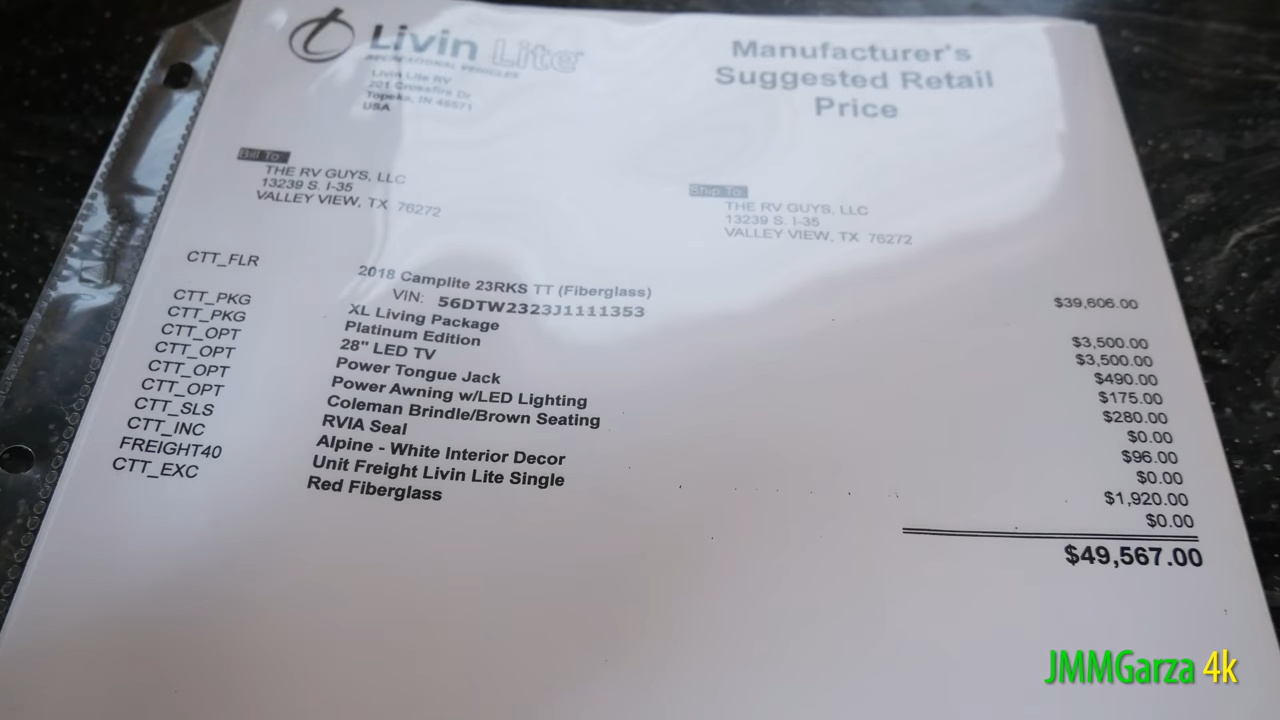 Livin Lite
RECREATIONAL VEHICLES
Livin Lite RV
201 Crossfire Dr
Topeka, IN 46571
USA
Manufacturer's
Suggested Retail
Price
Bill To
THE RV GUYS, LLC
13239 S. I-35
VALLEY VIEW, TX 76272
Ship To
THE RV GUYS, LLC
13239 S. I-35
VALLEY VIEW, TX 76272
CTT_FLR 2018 Camplite 23RKS TT (Fiberglass) $39,606.00
VIN: 56DTW2323J1111353
CTT_PKG XL Living Package $3,500.00
CTT_PKG Platinum Edition $3,500.00
CTT_OPT 28" LED TV $490.00
CTT_OPT Power Tongue Jack $175.00
CTT_OPT Power Awning w/LED Lighting $280.00
CTT_OPT Coleman Brindle/Brown Seating $0.00
CTT_SLS RVIA Seal $96.00
CTT_INC Alpine - White Interior Decor $0.00
FREIGHT40 Unit Freight Livin Lite Single $1,920.00
CTT_EXC Red Fiberglass $0.00
$49,567.00
JMMGarza 4k